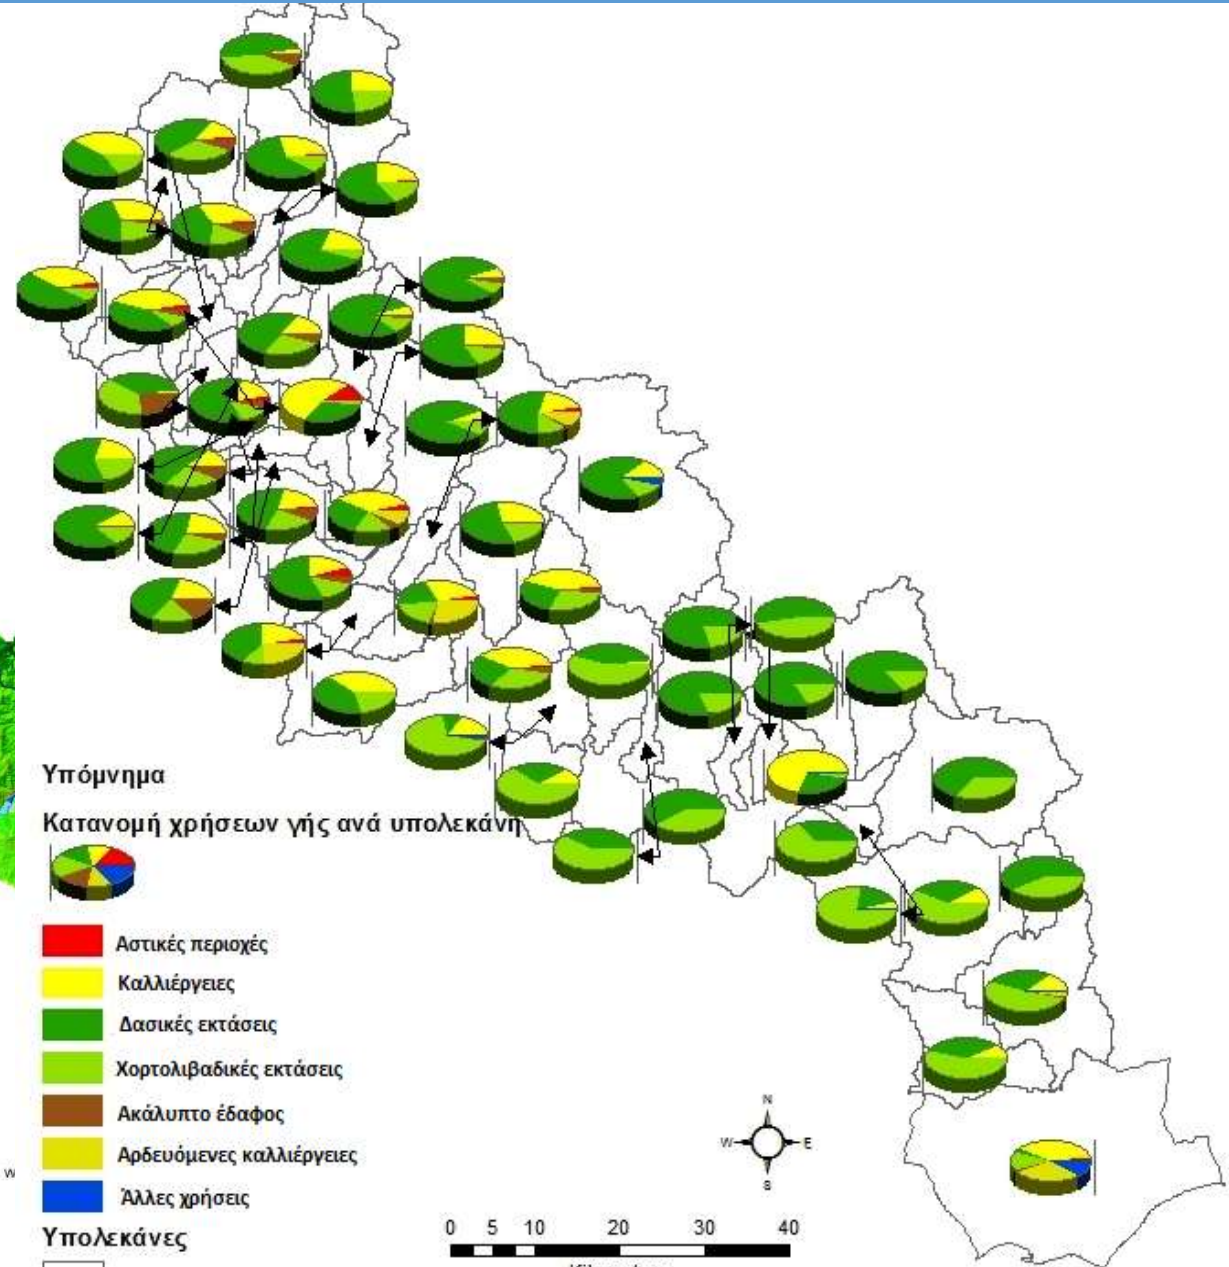 Υπόμνημα
Κατανομή χρήσεων γής ανά υπολεκάνη
Αστικές περιοχές
Καλλιέργειες
Δασικές εκτάσεις
Χορτολιβαδικές εκτάσεις
Ακάλυπτο έδαφος
Αρδευόμενες καλλιέργειες
Άλλες χρήσεις
Υπολεκάνες
N
W E
S
0 5 10 20 30 40
W